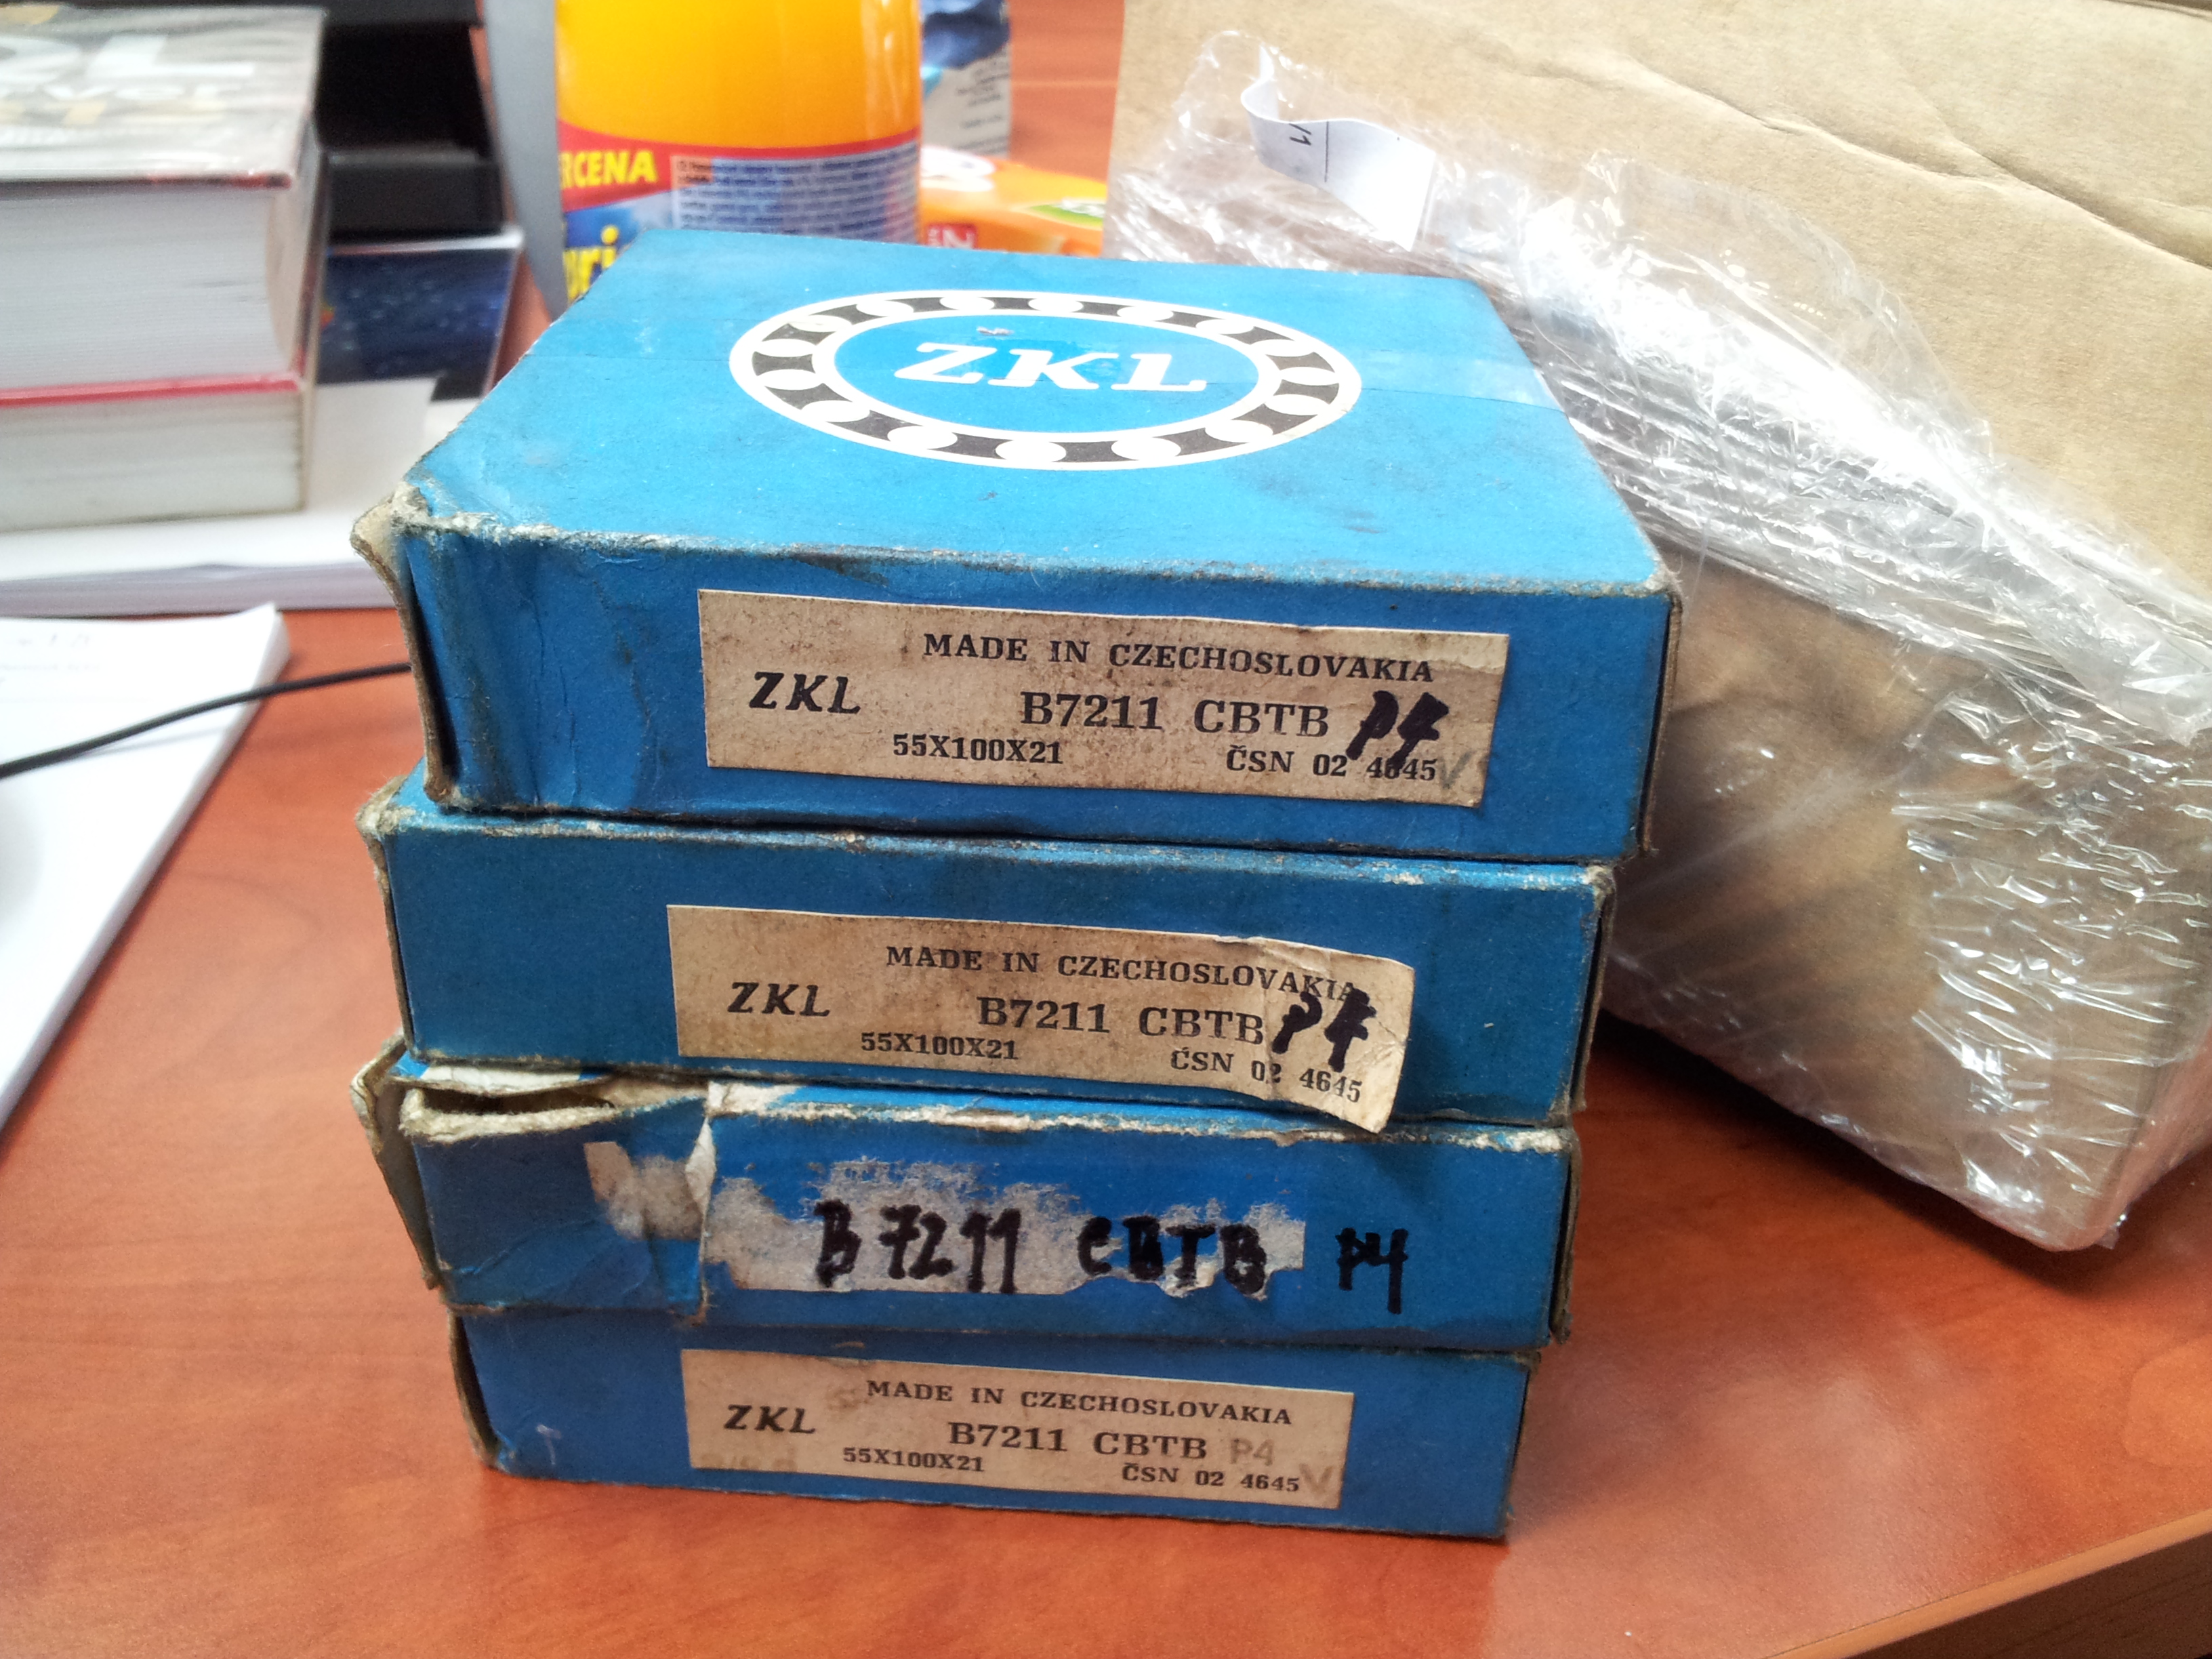 ERCENA
ZKL
MADE IN CZECHOSLOVAKIA
ZKL B7211 CBTB P4
55X100X21 ČSN 02 4645 V
MADE IN CZECHOSLOVAKIA
ZKL B7211 CBTB P4
55X100X21 ČSN 02 4645
B7211 CBTB P4
MADE IN CZECHOSLOVAKIA
ZKL B7211 CBTB P4
55X100X21 ČSN 02 4645 V